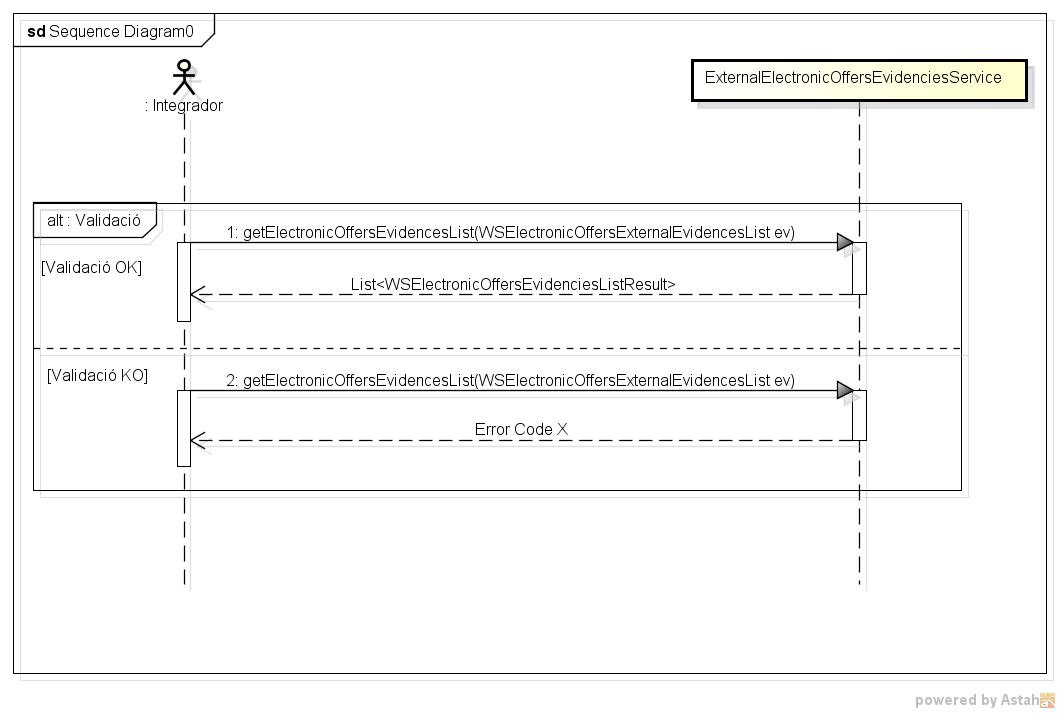 sd Sequence Diagram0
: Integrador
ExternalElectronicOffersEvidenciesService
alt : Validació
1: getElectronicOffersEvidencesList(WSElectronicOffersExternalEvidencesList ev)
[Validació OK]
List<WSElectronicOffersEvidenciesListResult>
[Validació KO]
2: getElectronicOffersEvidencesList(WSElectronicOffersExternalEvidencesList ev)
Error Code X
powered by Astah